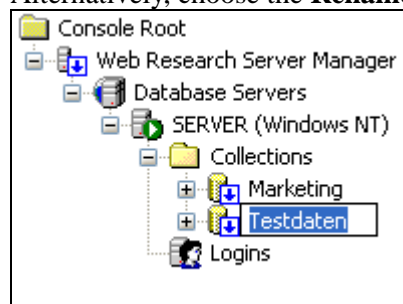 Alternatively, choose the Rename
Console Root
Web Research Server Manager
Database Servers
SERVER (Windows NT)
Collections
Marketing
Testdaten
Logins